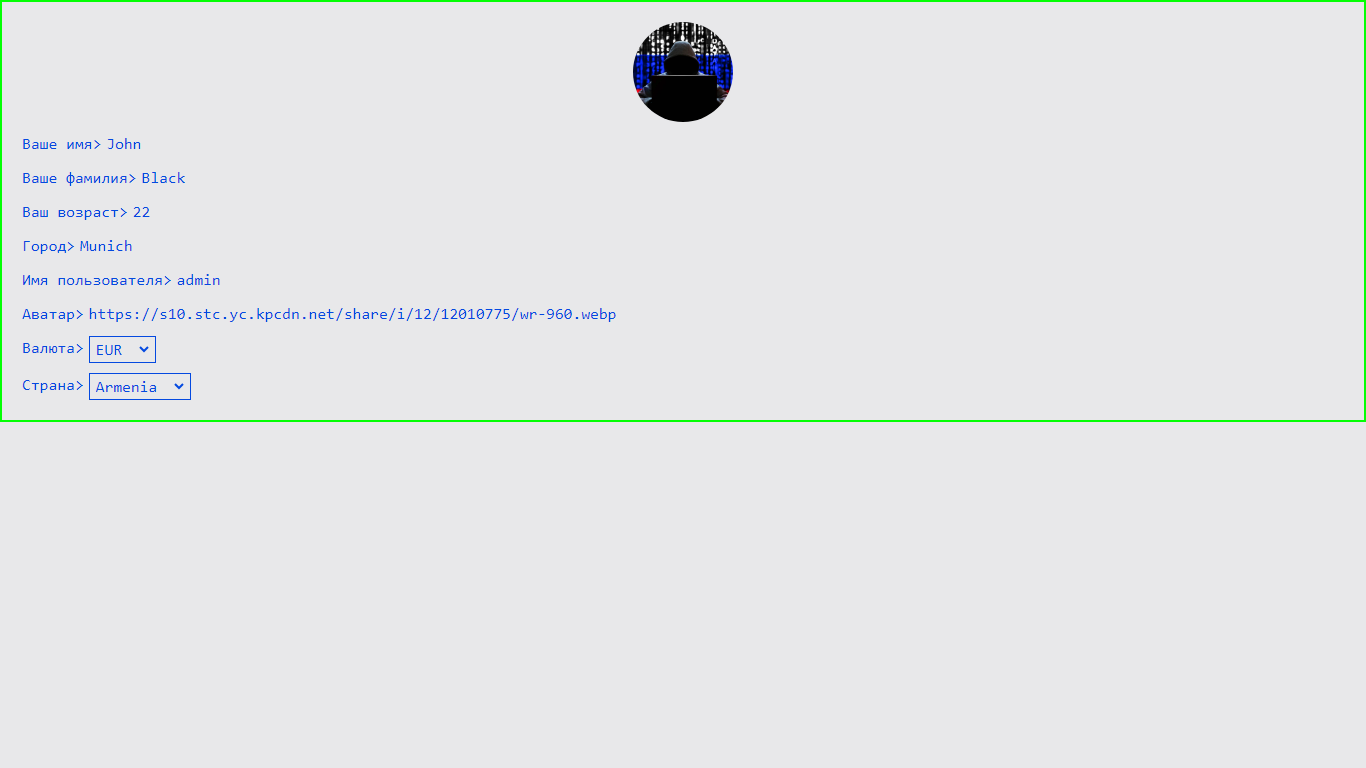 Ваше имя> John
Ваше фамилия> Black
Ваш возраст> 22
Город> Munich
Имя пользователя> admin
Аватар> https://s10.stc.yc.kpcdn.net/share/i/12/12010775/wr-960.webp
Валюта> EUR
Страна> Armenia